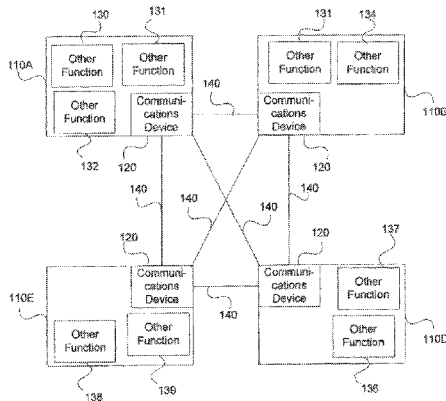 130
131
131
134
110A
Other
Function
Other
Function
Other
Function
Other
Function
Other
Function
Communi-
cations
Device
140
Communi-
cations
Device
110B
132
120
120
140
140
140
140
120
120
137
Communi-
cations
Device
Communi-
cations
Device
Other
Function
110E
140
Other
Function
Other
Function
Other
Function
110D
138
139
136